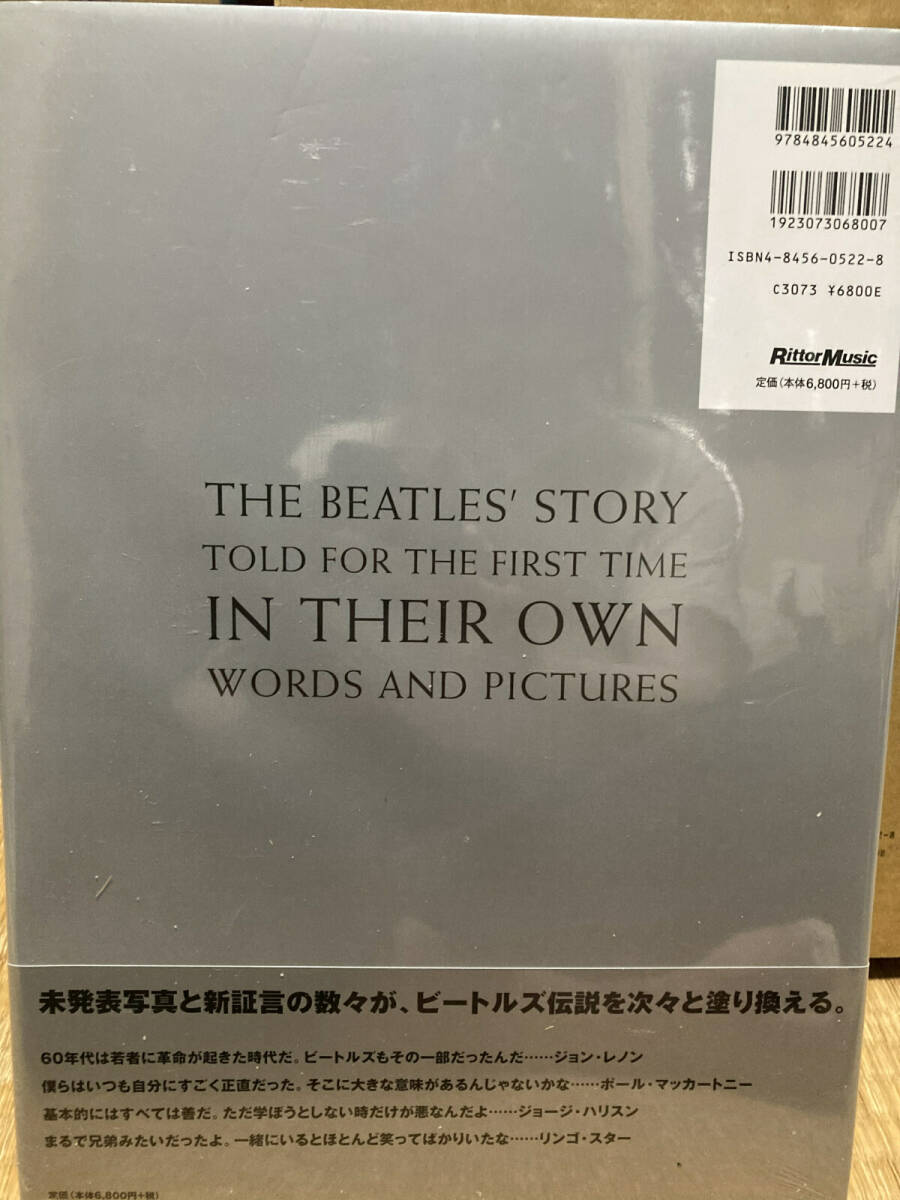 9784845605224
1923073068007
ISBN4-8456-0522-8
C3073 ¥6800E
RittorMusic
定価(本体6,800円+税)
THE BEATLES' STORY
TOLD FOR THE FIRST TIME
IN THEIR OWN
WORDS AND PICTURES
未発表写真と新証言の数々が、ビートルズ伝説を次々と塗り換える。
60年代は若者に革命が起きた時代だ。ビートルズもその一部だったんだ……ジョン・レノン
僕らはいつも自分にすごく正直だった。そこに大きな意味があるんじゃないかな……ポール・マッカートニー
基本的にはすべては善だ。ただ学ぼうとしない時だけが悪なんだよ……ジョージ・ハリスン
まるで兄弟みたいだったよ。一緒にいるとほとんど笑ってばかりいたな……リンゴ・スター
定価(本体6,800円+税)